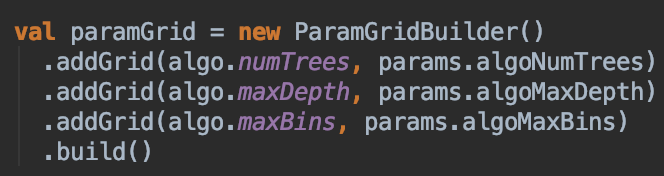 val paramGrid = new ParamGridBuilder()
  .addGrid(algo.numTrees, params.algoNumTrees)
  .addGrid(algo.maxDepth, params.algoMaxDepth)
  .addGrid(algo.maxBins, params.algoMaxBins)
  .build()